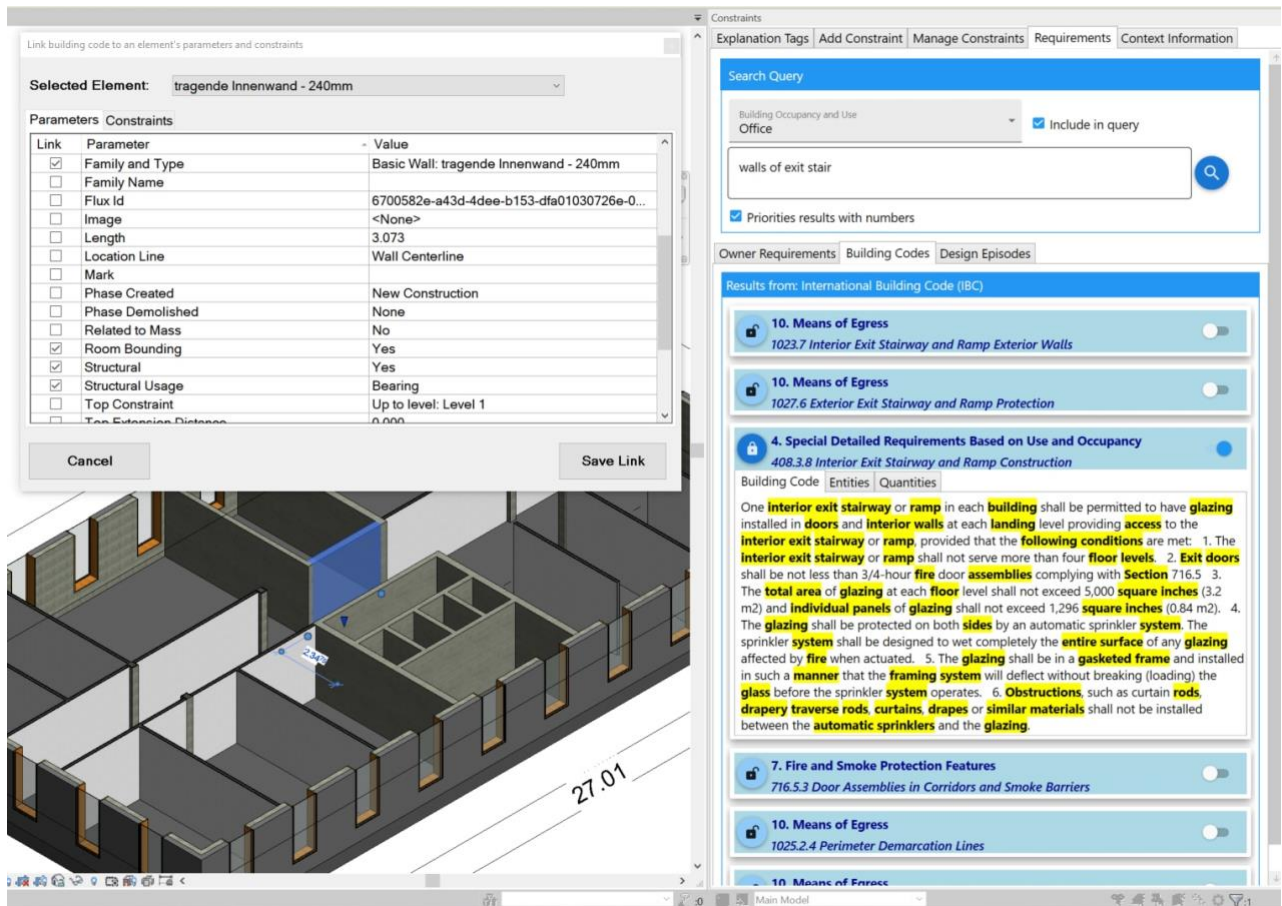 Link building code to an element's parameters and constraints
Selected Element: tragende Innenwand - 240mm
Parameters Constraints
Link Parameter Value
Family and Type Basic Wall: tragende Innenwand - 240mm
Family Name
Flux Id 6700582e-a43d-4dee-b153-dfa01030726e-0...
Image <None>
Length 3.073
Location Line Wall Centerline
Mark
Phase Created New Construction
Phase Demolished None
Related to Mass No
Room Bounding Yes
Structural Yes
Structural Usage Bearing
Top Constraint Up to level: Level 1
Top Extension Distance 0.000
Cancel Save Link
27.01
Constraints
Explanation Tags Add Constraint Manage Constraints Requirements Context Information
Search Query
Building Occupancy and Use
Office
Include in query
walls of exit stair
Priorities results with numbers
Owner Requirements Building Codes Design Episodes
Results from: International Building Code (IBC)
10. Means of Egress
1023.7 Interior Exit Stairway and Ramp Exterior Walls
10. Means of Egress
1027.6 Exterior Exit Stairway and Ramp Protection
4. Special Detailed Requirements Based on Use and Occupancy
408.3.8 Interior Exit Stairway and Ramp Construction
Building Code Entities Quantities
One interior exit stairway or ramp in each building shall be permitted to have glazing
installed in doors and interior walls at each landing level providing access to the
interior exit stairway or ramp, provided that the following conditions are met: 1. The
interior exit stairway or ramp shall not serve more than four floor levels. 2. Exit doors
shall be not less than 3/4-hour fire door assemblies complying with Section 716.5 3.
The total area of glazing at each floor level shall not exceed 5,000 square inches (3.2
m2) and individual panels of glazing shall not exceed 1,296 square inches (0.84 m2). 4.
The glazing shall be protected on both sides by an automatic sprinkler system. The
sprinkler system shall be designed to wet completely the entire surface of any glazing
affected by fire when actuated. 5. The glazing shall be in a gasketed frame and installed
in such a manner that the framing system will deflect without breaking (loading) the
glass before the sprinkler system operates. 6. Obstructions, such as curtain rods,
drapery traverse rods, curtains, drapes or similar materials shall not be installed
between the automatic sprinklers and the glazing.
7. Fire and Smoke Protection Features
716.5.3 Door Assemblies in Corridors and Smoke Barriers
10. Means of Egress
1025.2.4 Perimeter Demarcation Lines
10. Means of Egress
:0 Main Model :1